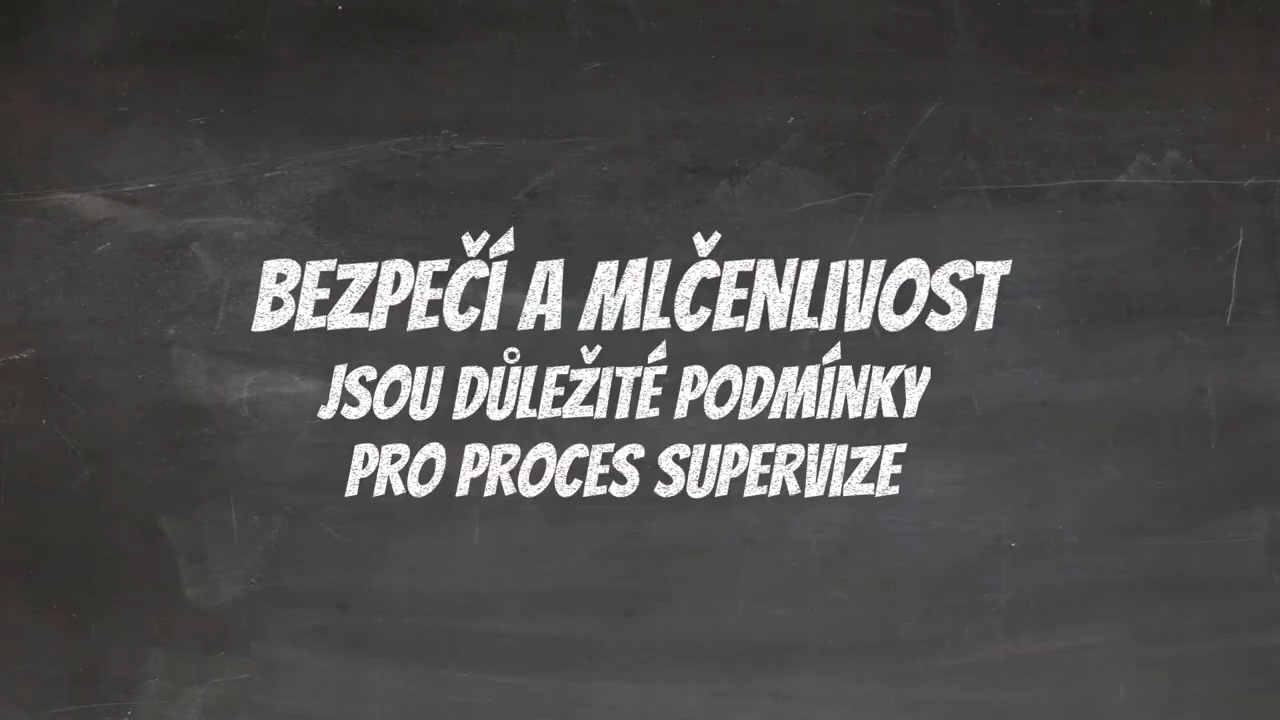 BEZPEČÍ A MLČENLIVOST
JSOU DŮLEŽITÉ PODMÍNKY
PRO PROCES SUPERVIZE